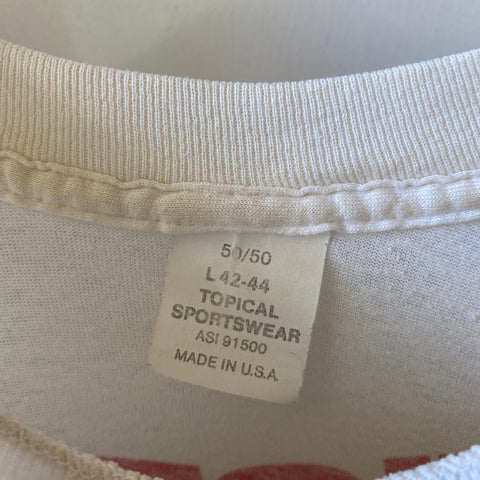 50/50
L 42-44
TOPICAL
SPORTSWEAR
ASI 91500
MADE IN U.S.A.